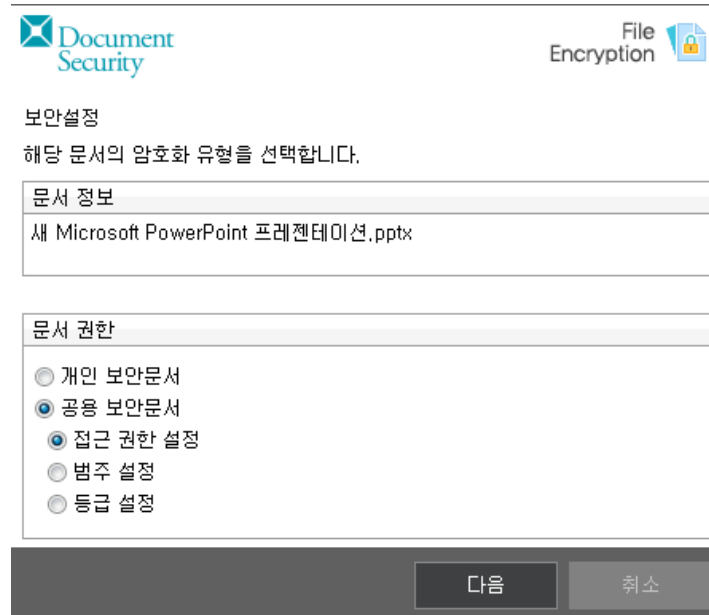 Document
Security
File
Encryption
보안설정
해당 문서의 암호화 유형을 선택합니다.
문서 정보
새 Microsoft PowerPoint 프레젠테이션.pptx
문서 권한
개인 보안문서
공용 보안문서
접근 권한 설정
범주 설정
등급 설정
다음
취소